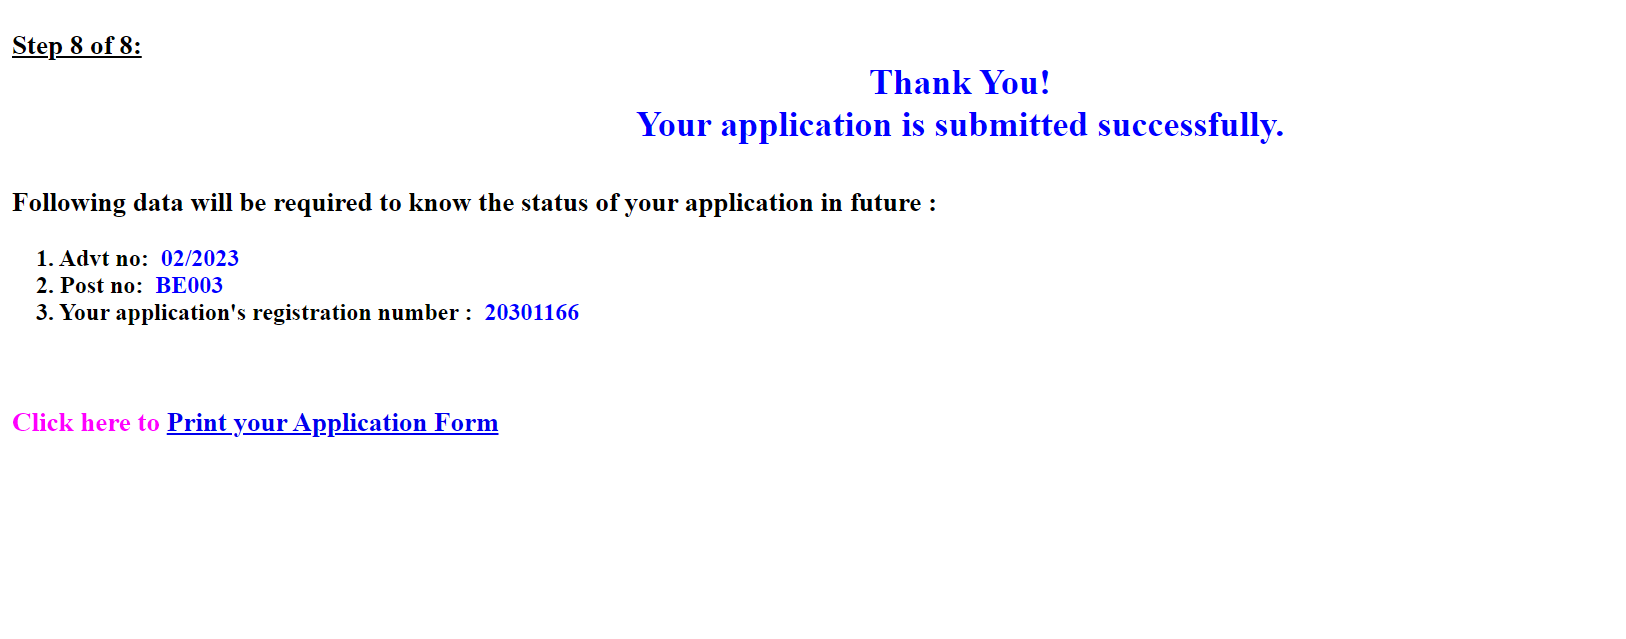 Step 8 of 8:
Thank You!
Your application is submitted successfully.
Following data will be required to know the status of your application in future :
1. Advt no: 02/2023
2. Post no: BE003
3. Your application's registration number : 20301166
Click here to Print your Application Form